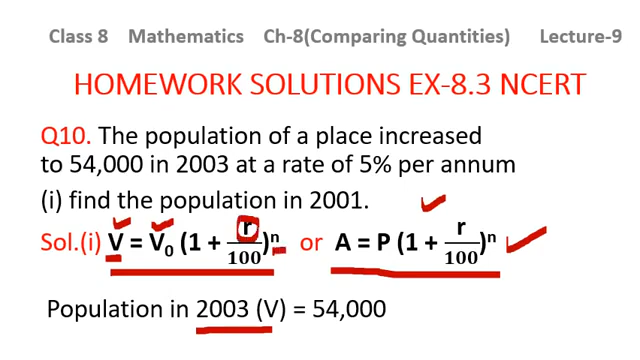 Class 8 Mathematics Ch-8(Comparing Quantities) Lecture-9
HOMEWORK SOLUTIONS EX-8.3 NCERT
Q10. The population of a place increased
to 54,000 in 2003 at a rate of 5% per annum
(i) find the population in 2001.
Sol.(i) V = V₀ (1 + r/100)ⁿ or A = P (1 + r/100)ⁿ
Population in 2003 (V) = 54,000